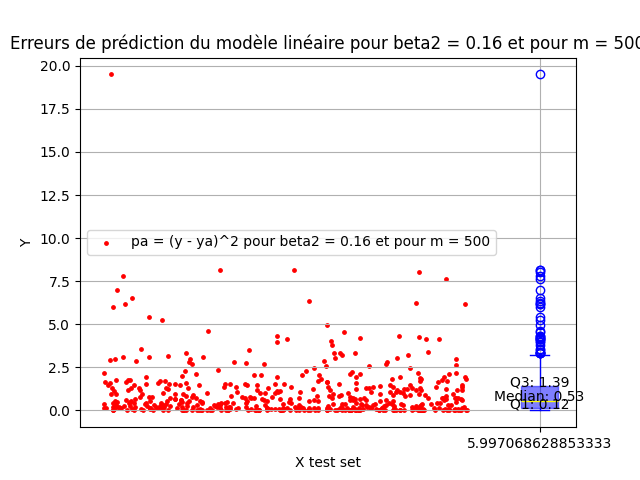 Erreurs de prédiction du modèle linéaire pour beta2 = 0.16 et pour m = 500
20.0
17.5
15.0
12.5
10.0
7.5
5.0
2.5
0.0
Y
pa = (y - ya)^2 pour beta2 = 0.16 et pour m = 500
Q3: 1.39
Median: 0.53
Q1: 0.12
5.997068628853333
X test set